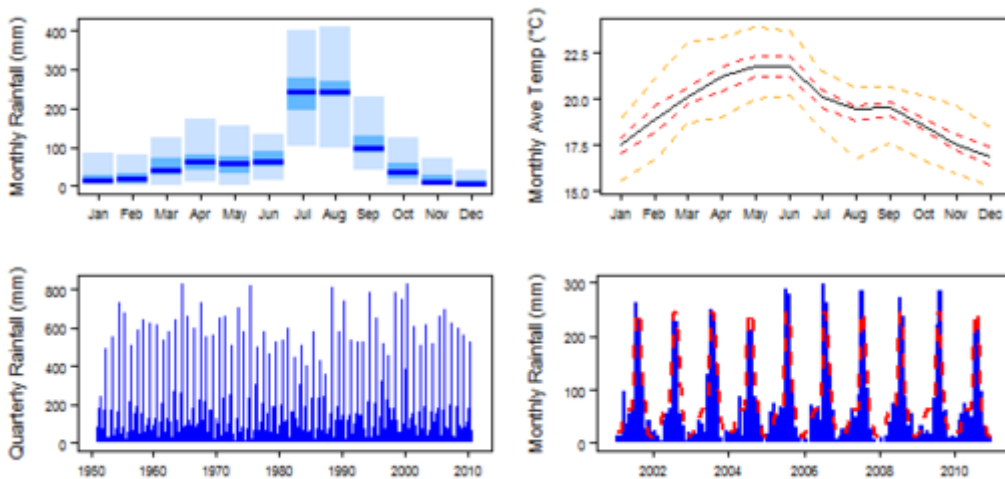 Monthly Rainfall (mm)
400
300
200
100
0
Jan Feb Mar Apr May Jun Jul Aug Sep Oct Nov Dec
Monthly Ave Temp (°C)
22.5
20.0
17.5
15.0
Jan Feb Mar Apr May Jun Jul Aug Sep Oct Nov Dec
Quarterly Rainfall (mm)
800
600
400
200
0
1950 1960 1970 1980 1990 2000 2010
Monthly Rainfall (mm)
300
200
100
0
2002 2004 2006 2008 2010